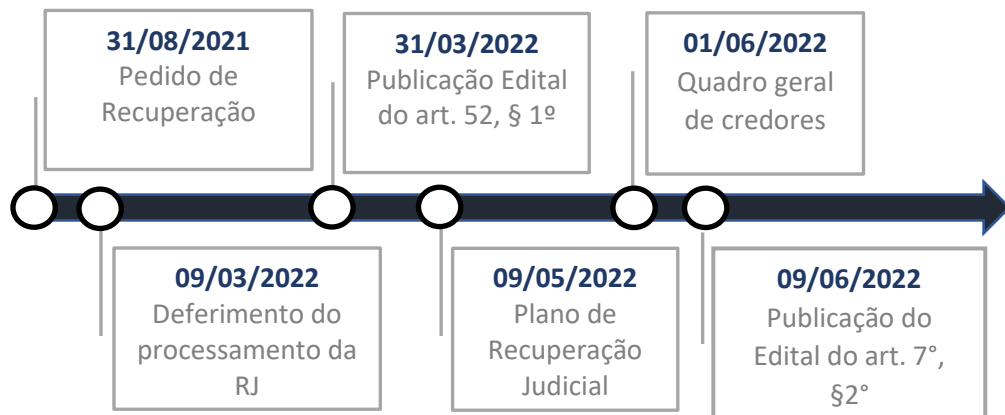 31/08/2021
Pedido de
Recuperação
31/03/2022
Publicação Edital
do art. 52, § 1º
01/06/2022
Quadro geral
de credores
09/03/2022
Deferimento do
processamento da
RJ
09/05/2022
Plano de
Recuperação
Judicial
09/06/2022
Publicação do
Edital do art. 7°,
§2°